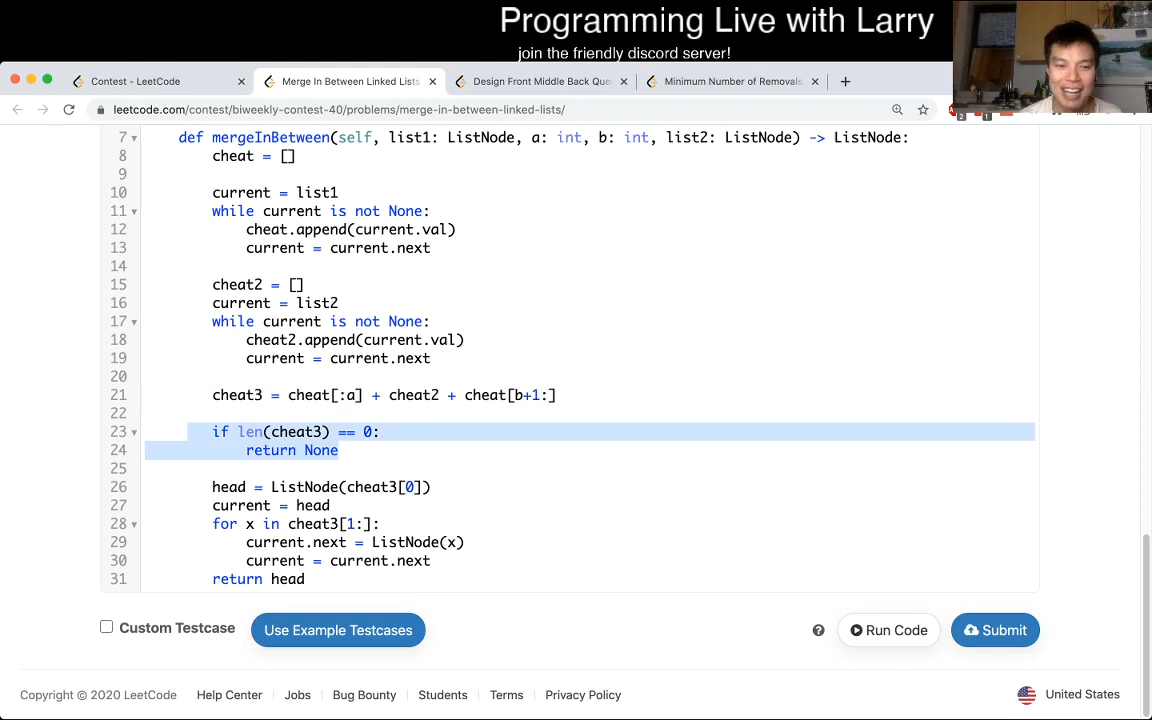 Programming Live with Larry
join the friendly discord server!
Contest - LeetCode
Merge In Between Linked Lists
Design Front Middle Back Que
Minimum Number of Removals
leetcode.com/contest/biweekly-contest-40/problems/merge-in-between-linked-lists/
2 1
7 def mergeInBetween(self, list1: ListNode, a: int, b: int, list2: ListNode) -> ListNode:
8 cheat = []
9
10 current = list1
11 while current is not None:
12 cheat.append(current.val)
13 current = current.next
14
15 cheat2 = []
16 current = list2
17 while current is not None:
18 cheat2.append(current.val)
19 current = current.next
20
21 cheat3 = cheat[:a] + cheat2 + cheat[b+1:]
22
23 if len(cheat3) == 0:
24 return None
25
26 head = ListNode(cheat3[0])
27 current = head
28 for x in cheat3[1:]:
29 current.next = ListNode(x)
30 current = current.next
31 return head
Custom Testcase
Use Example Testcases
Run Code
Submit
Copyright © 2020 LeetCode
Help Center
Jobs
Bug Bounty
Students
Terms
Privacy Policy
United States